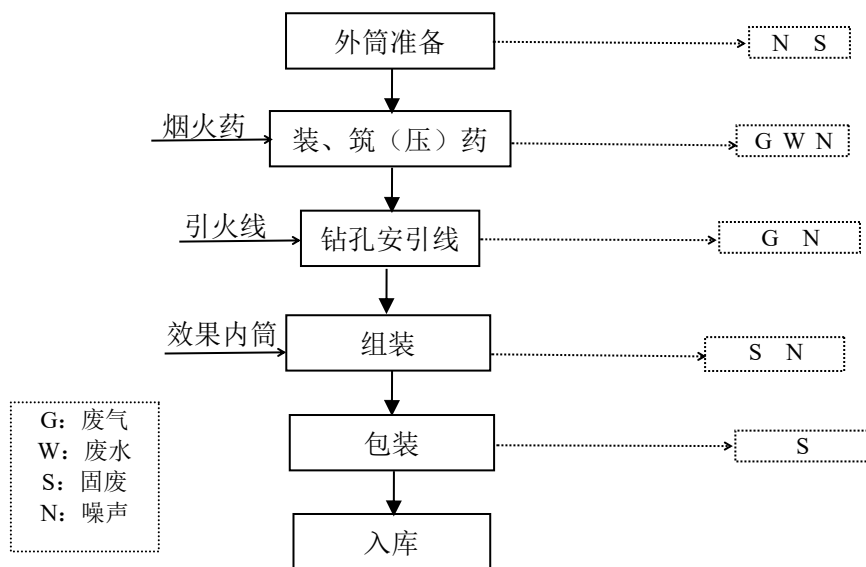 外筒准备
N S
烟火药
装、筑（压）药
G W N
引火线
钻孔安引线
G N
效果内筒
组装
S N
G：废气
W：废水
S：固废
N：噪声
包装
S
入库